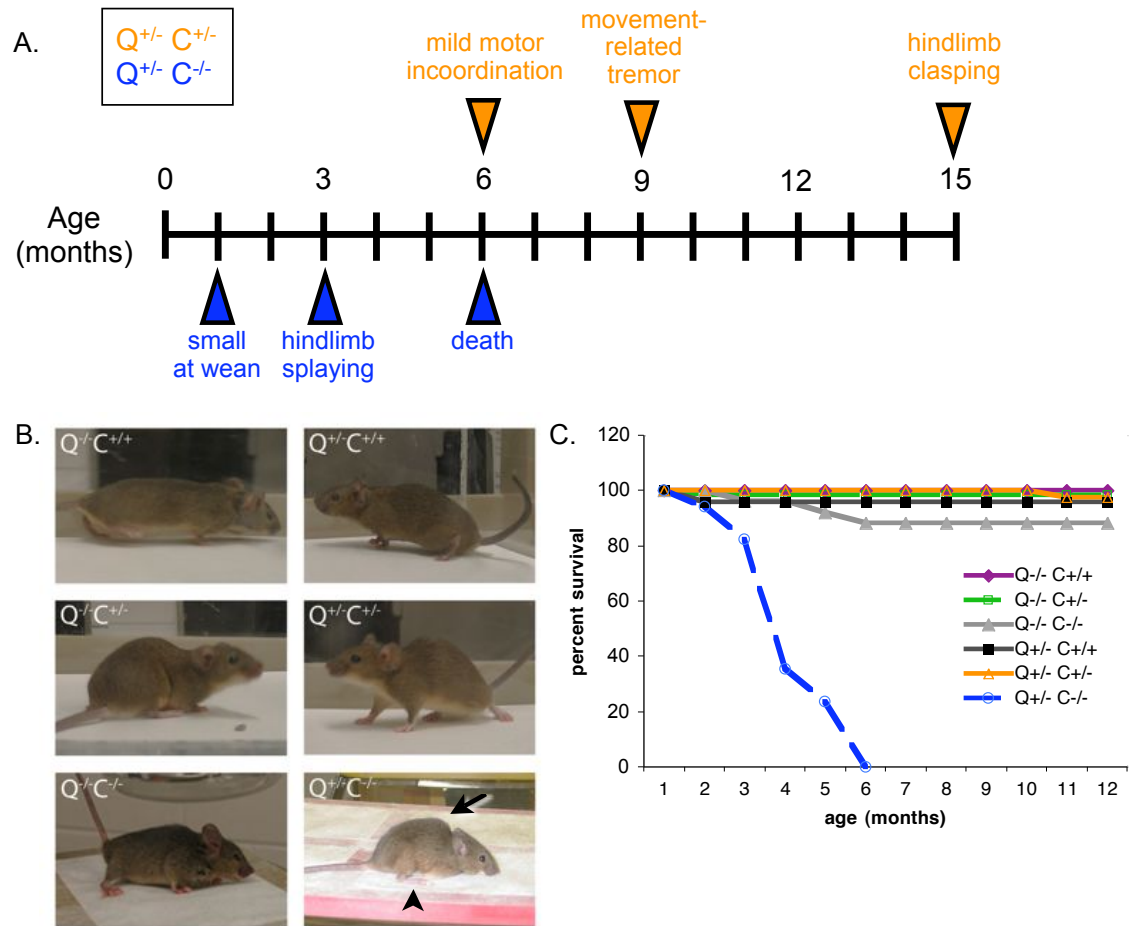 A.
Q+/- C+/-
Q+/- C-/-
mild motor
incoordination
movement-
related
tremor
hindlimb
clasping
0 3 6 9 12 15
Age
(months)
small
at wean
hindlimb
splaying
death
B.
Q-/-C+/+
Q+/-C+/+
Q-/-C+/-
Q+/-C+/-
Q-/-C-/-
Q+/-C-/-
C.
120
100
80
60
40
20
0
percent survival
Q-/- C+/+
Q-/- C+/-
Q-/- C-/-
Q+/- C+/+
Q+/- C+/-
Q+/- C-/-
1 2 3 4 5 6 7 8 9 10 11 12
age (months)